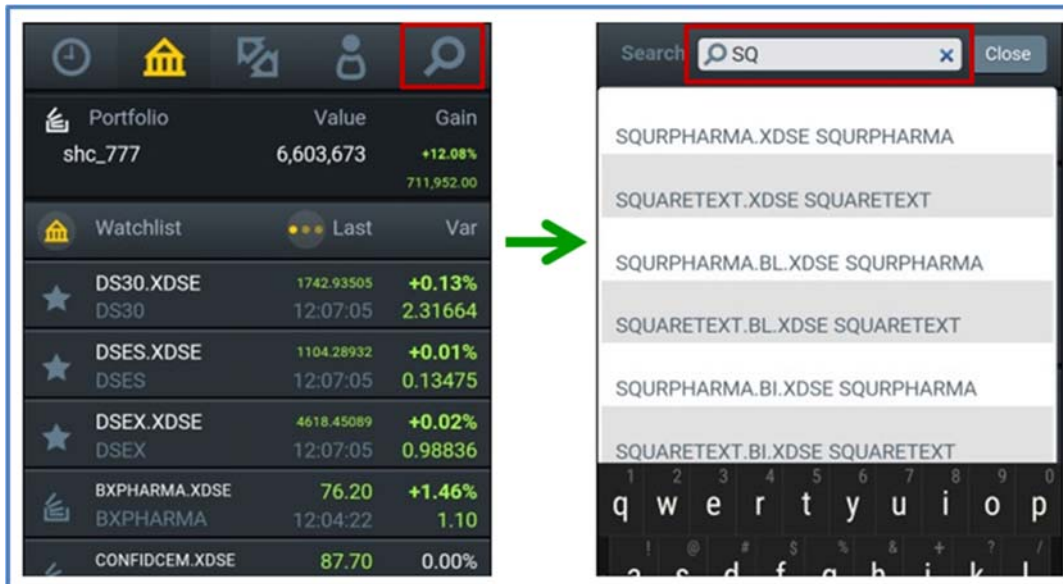 Portfolio Value Gain
shc_777 6,603,673 +12.08%
711,952.00
Watchlist Last Var
DS30.XDSE 1742.93505 +0.13%
DS30 12:07:05 2.31664
DSES.XDSE 1104.28932 +0.01%
DSES 12:07:05 0.13475
DSEX.XDSE 4618.45089 +0.02%
DSEX 12:07:05 0.98836
BXPHARMA.XDSE 76.20 +1.46%
BXPHARMA 12:04:22 1.10
CONFIDCEM.XDSE 87.70 0.00%
Search SQ Close
SQURPHARMA.XDSE SQURPHARMA
SQUARETEXT.XDSE SQUARETEXT
SQURPHARMA.BL.XDSE SQURPHARMA
SQUARETEXT.BL.XDSE SQUARETEXT
SQURPHARMA.BI.XDSE SQURPHARMA
SQUARETEXT.BI.XDSE SQUARETEXT
1 2 3 4 5 6 7 8 9 0
q w e r t y u i o p
! @ # $ % & + ? /
a s d f g h j k l